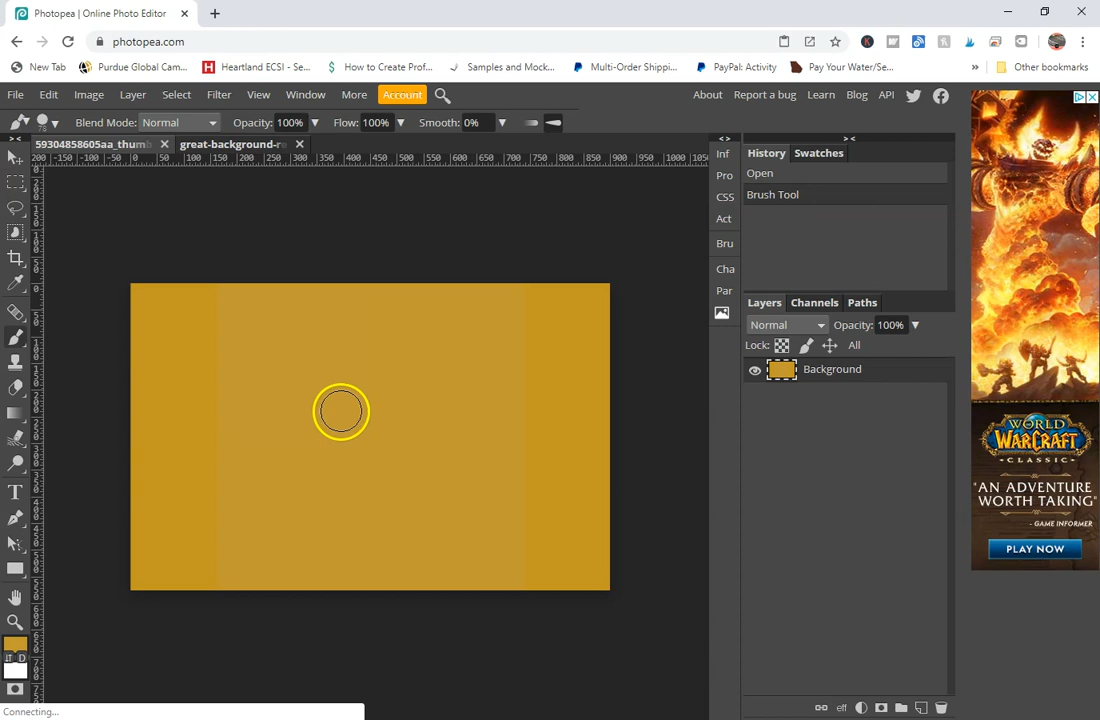 Photopea | Online Photo Editor
photopea.com
New Tab
Purdue Global Cam...
Heartland ECSI - Se...
How to Create Prof...
Samples and Mock...
Multi-Order Shippi...
PayPal: Activity
Pay Your Water/Se...
»
Other bookmarks
File Edit Image Layer Select Filter View Window More Account
About Report a bug Learn Blog API
Blend Mode: Normal Opacity: 100% Flow: 100% Smooth: 0%
59304858605aa_thumb
great-background-re
Inf
Pro
CSS
Act
Bru
Cha
Par
History Swatches
Open
Brush Tool
Layers Channels Paths
Normal Opacity: 100%
Lock: All
Background
eff
D
Connecting...
WORLD
OF
WARCRAFT
CLASSIC
"AN ADVENTURE
WORTH TAKING"
- GAME INFORMER
PLAY NOW